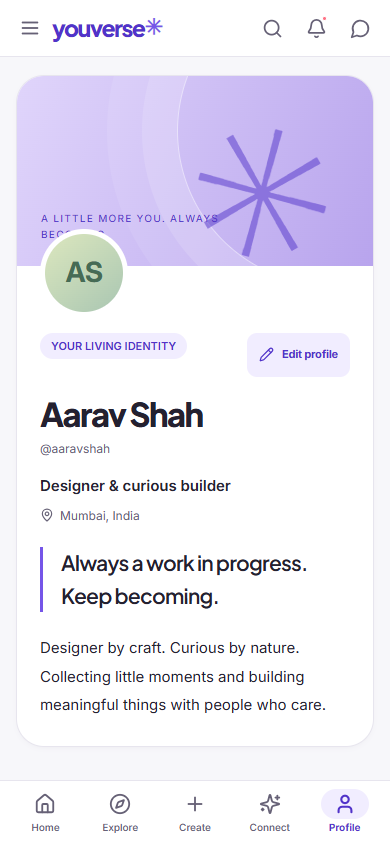 youverse
A LITTLE MORE YOU. ALWAYS
AS
YOUR LIVING IDENTITY
Edit profile
Aarav Shah
@aaravshah
Designer & curious builder
Mumbai, India
Always a work in progress.
Keep becoming.
Designer by craft. Curious by nature.
Collecting little moments and building
meaningful things with people who care.
Home
Explore
Create
Connect
Profile